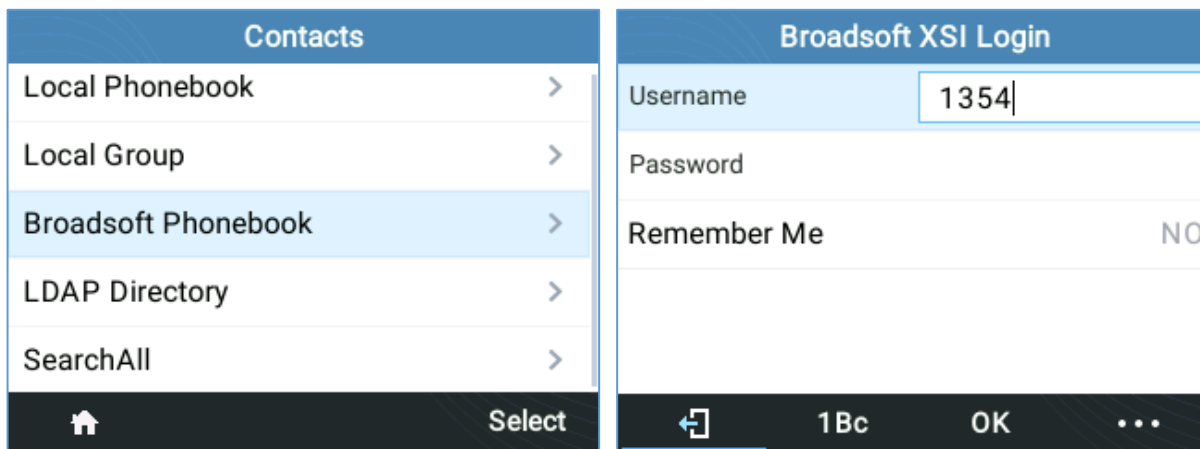 Contacts
Local Phonebook
Local Group
Broadsoft Phonebook
LDAP Directory
SearchAll
Select
Broadsoft XSI Login
Username 1354
Password
Remember Me NO
1Bc OK